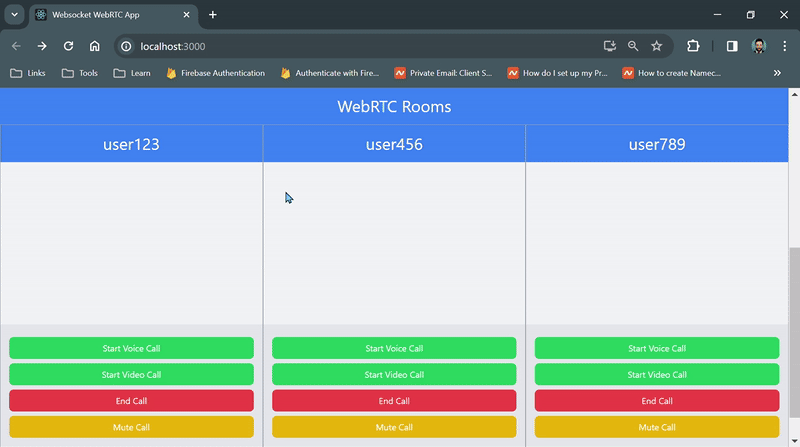 Websocket WebRTC App
localhost:3000
Links
Tools
Learn
Firebase Authentication
Authenticate with Fire...
Private Email: Client S...
How do I set up my Pr...
How to create Namec...
WebRTC Rooms
user123
user456
user789
Start Voice Call
Start Voice Call
Start Voice Call
Start Video Call
Start Video Call
Start Video Call
End Call
End Call
End Call
Mute Call
Mute Call
Mute Call